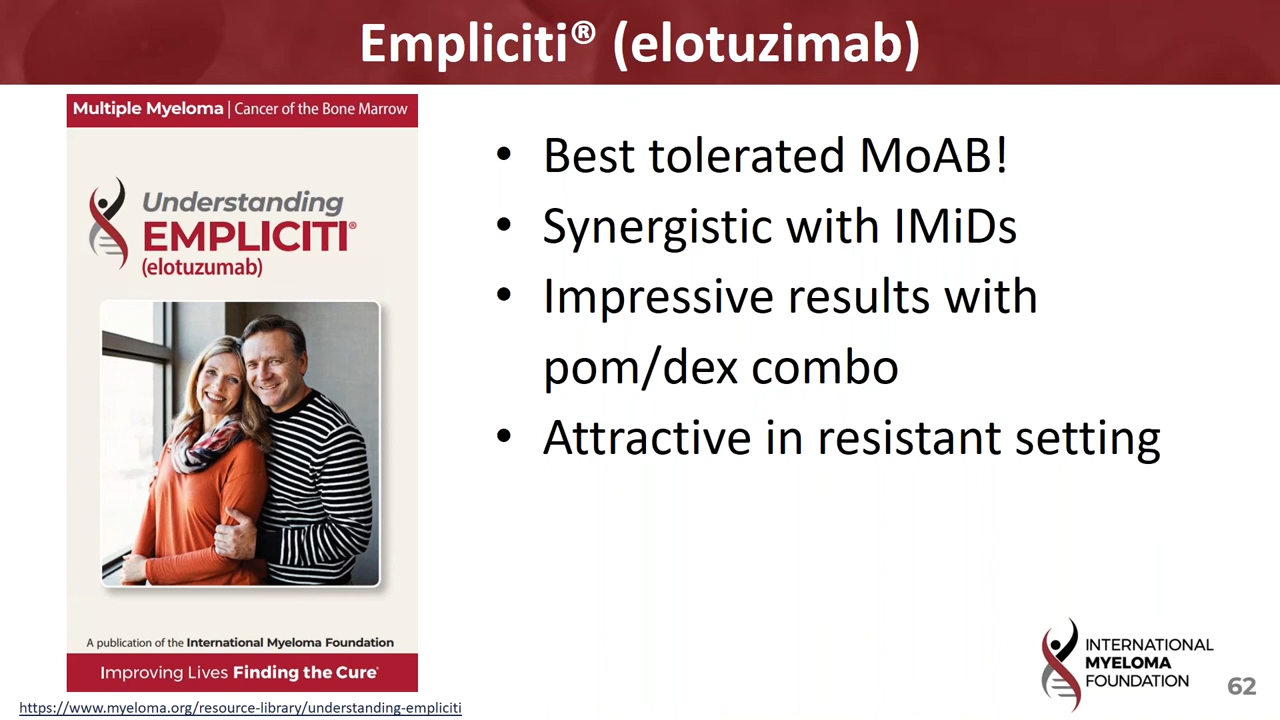 Empliciti® (elotuzimab)
Multiple Myeloma | Cancer of the Bone Marrow
Understanding
EMPLICITI®
(elotuzumab)
A publication of the International Myeloma Foundation
Improving Lives Finding the Cure®
https://www.myeloma.org/resource-library/understanding-empliciti
• Best tolerated MoAB!
• Synergistic with IMiDs
• Impressive results with
pom/dex combo
• Attractive in resistant setting
INTERNATIONAL
MYELOMA
FOUNDATION
62